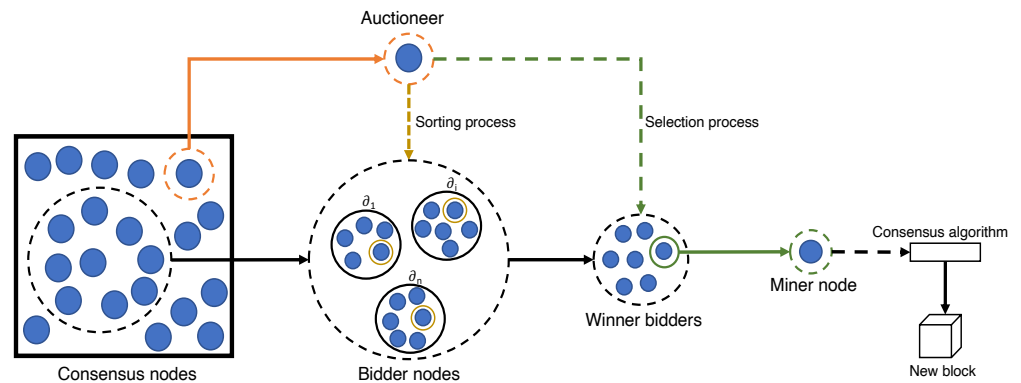 Auctioneer
Sorting process
Selection process
∂1
∂i
∂n
Consensus algorithm
Miner node
Winner bidders
Consensus nodes
Bidder nodes
New block